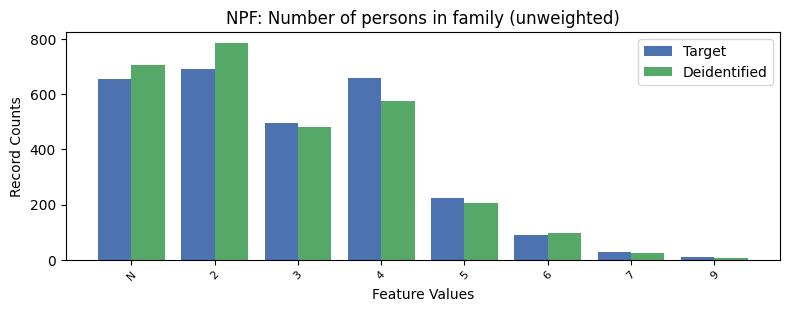 NPF: Number of persons in family (unweighted)
Target
Deidentified
Record Counts
800
600
400
200
0
N 2 3 4 5 6 7 9
Feature Values